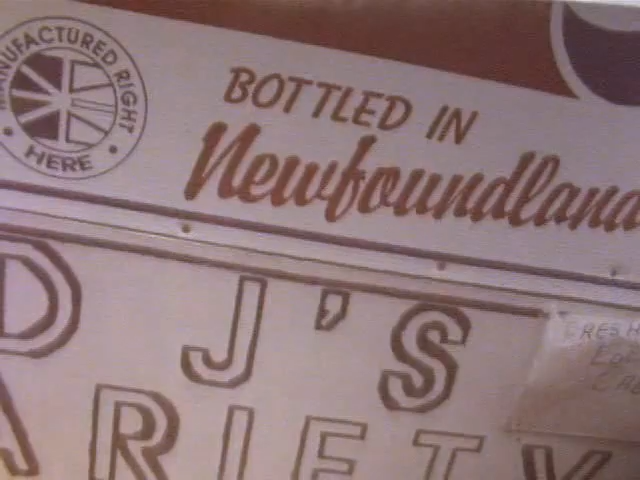 MANUFACTURED RIGHT
HERE
BOTTLED IN
Newfoundland
D J'S
ARIETY